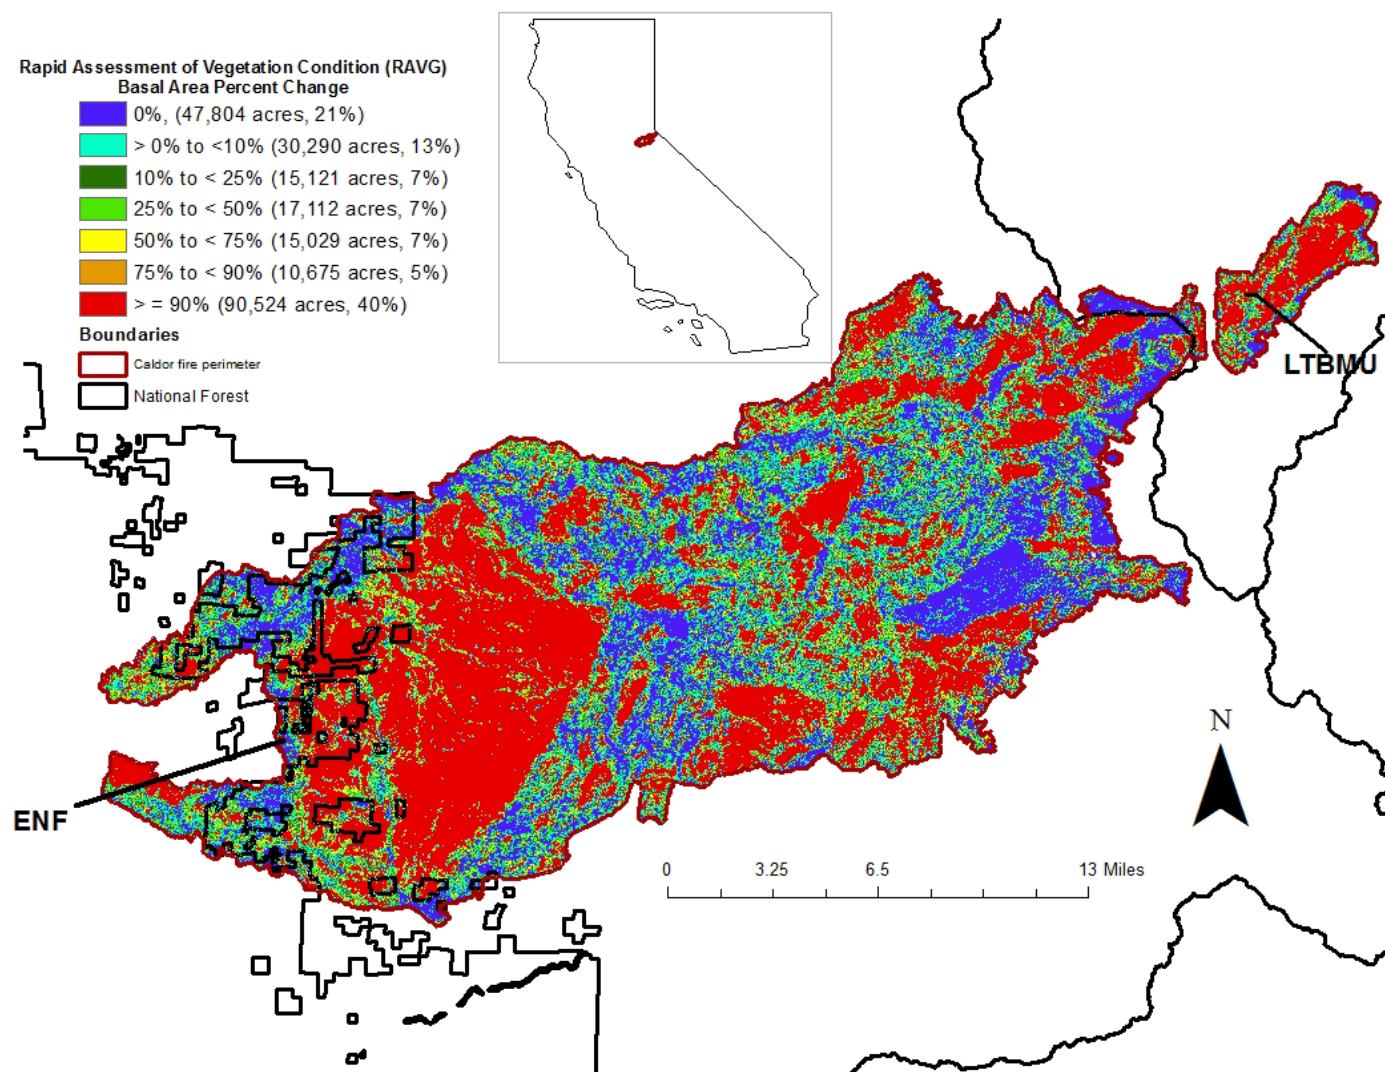 Rapid Assessment of Vegetation Condition (RAVG)
Basal Area Percent Change
0%, (47,804 acres, 21%)
> 0% to <10% (30,290 acres, 13%)
10% to < 25% (15,121 acres, 7%)
25% to < 50% (17,112 acres, 7%)
50% to < 75% (15,029 acres, 7%)
75% to < 90% (10,675 acres, 5%)
> = 90% (90,524 acres, 40%)
Boundaries
Caldor fire perimeter
National Forest
LTBMU
N
ENF
0 3.25 6.5 13 Miles